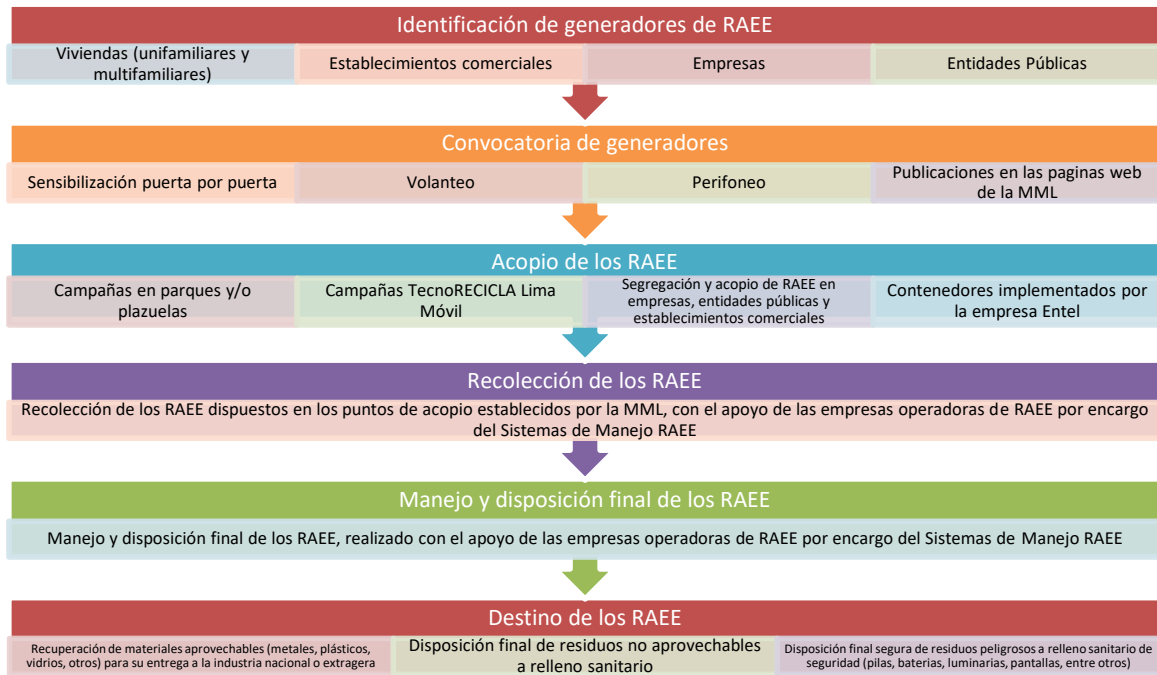 Identificación de generadores de RAEE
Viviendas (unifamiliares y
multifamiliares)
Establecimientos comerciales
Empresas
Entidades Públicas
Convocatoria de generadores
Sensibilización puerta por puerta
Volanteo
Perifoneo
Publicaciones en las paginas web
de la MML
Acopio de los RAEE
Campañas en parques y/o
plazuelas
Campañas TecnoRECICLA Lima
Móvil
Segregación y acopio de RAEE en
empresas, entidades públicas y
establecimientos comerciales
Contenedores implementados por
la empresa Entel
Recolección de los RAEE
Recolección de los RAEE dispuestos en los puntos de acopio establecidos por la MML, con el apoyo de las empresas operadoras de RAEE por encargo
del Sistemas de Manejo RAEE
Manejo y disposición final de los RAEE
Manejo y disposición final de los RAEE, realizado con el apoyo de las empresas operadoras de RAEE por encargo del Sistemas de Manejo RAEE
Destino de los RAEE
Recuperación de materiales aprovechables (metales, plásticos,
vidrios, otros) para su entrega a la industria nacional o extragera
Disposición final de residuos no aprovechables
a relleno sanitario
Disposición final segura de residuos peligrosos a relleno sanitario de
seguridad (pilas, baterias, luminarias, pantallas, entre otros)